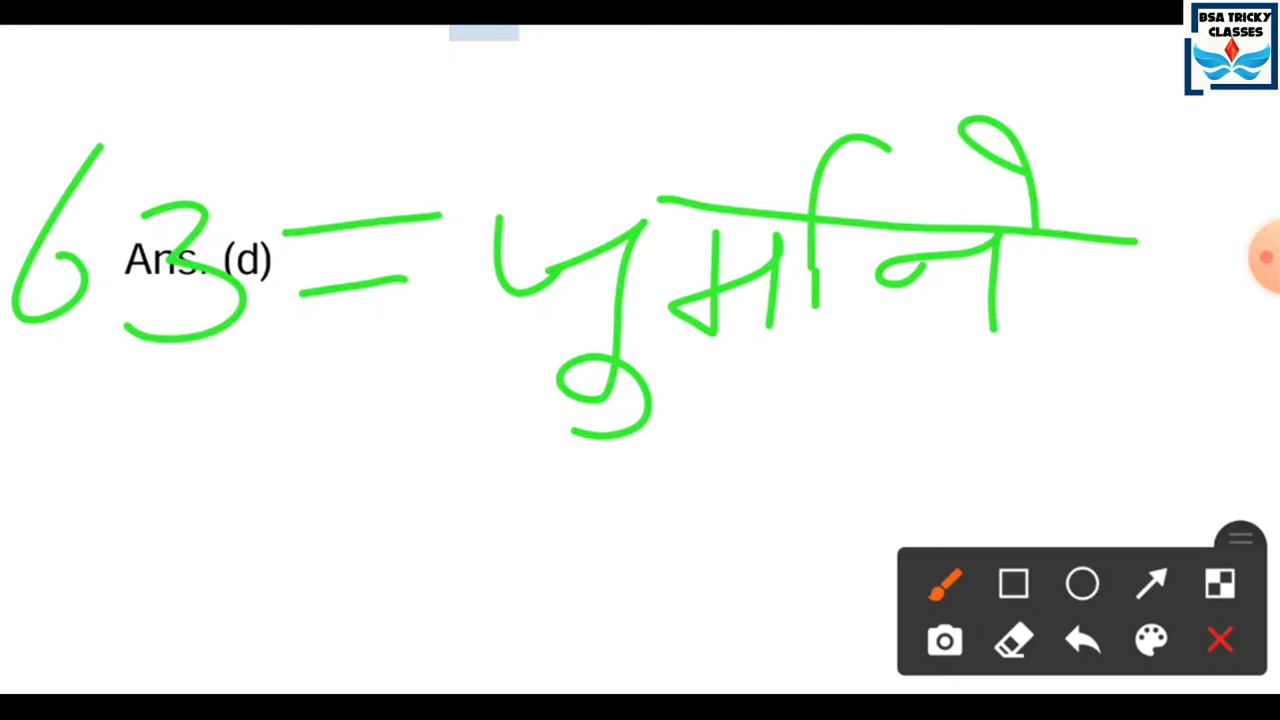 BSA TRICKY
CLASSES
Ans. (d)
63 = पुमनि